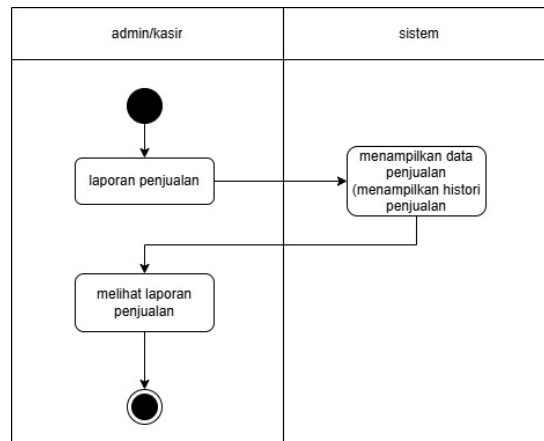 admin/kasir
sistem
laporan penjualan
menampilkan data
penjualan
(menampilkan histori
penjualan
melihat laporan
penjualan